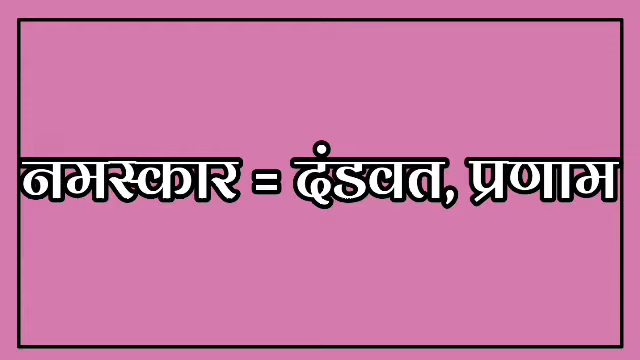 नमस्कार = दंडवत, प्रणाम